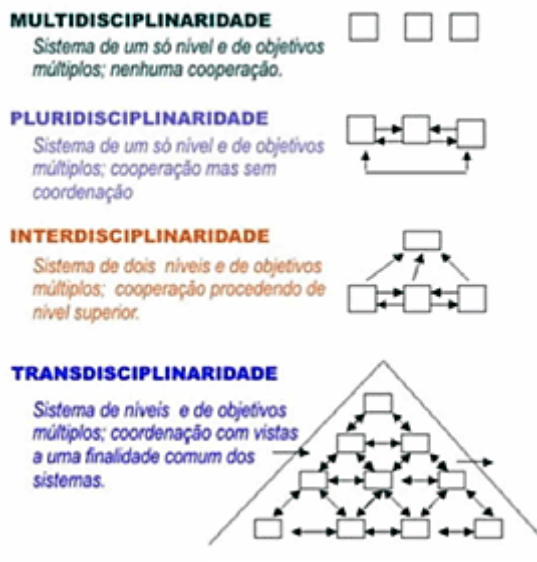 MULTIDISCIPLINARIDADE
Sistema de um só nível e de objetivos
múltiplos; nenhuma cooperação.
PLURIDISCIPLINARIDADE
Sistema de um só nível e de objetivos
múltiplos; cooperação mas sem
coordenação
INTERDISCIPLINARIDADE
Sistema de dois níveis e de objetivos
múltiplos; cooperação procedendo de
nível superior.
TRANSDISCIPLINARIDADE
Sistema de níveis e de objetivos
múltiplos; coordenação com vistas
a uma finalidade comum dos
sistemas.